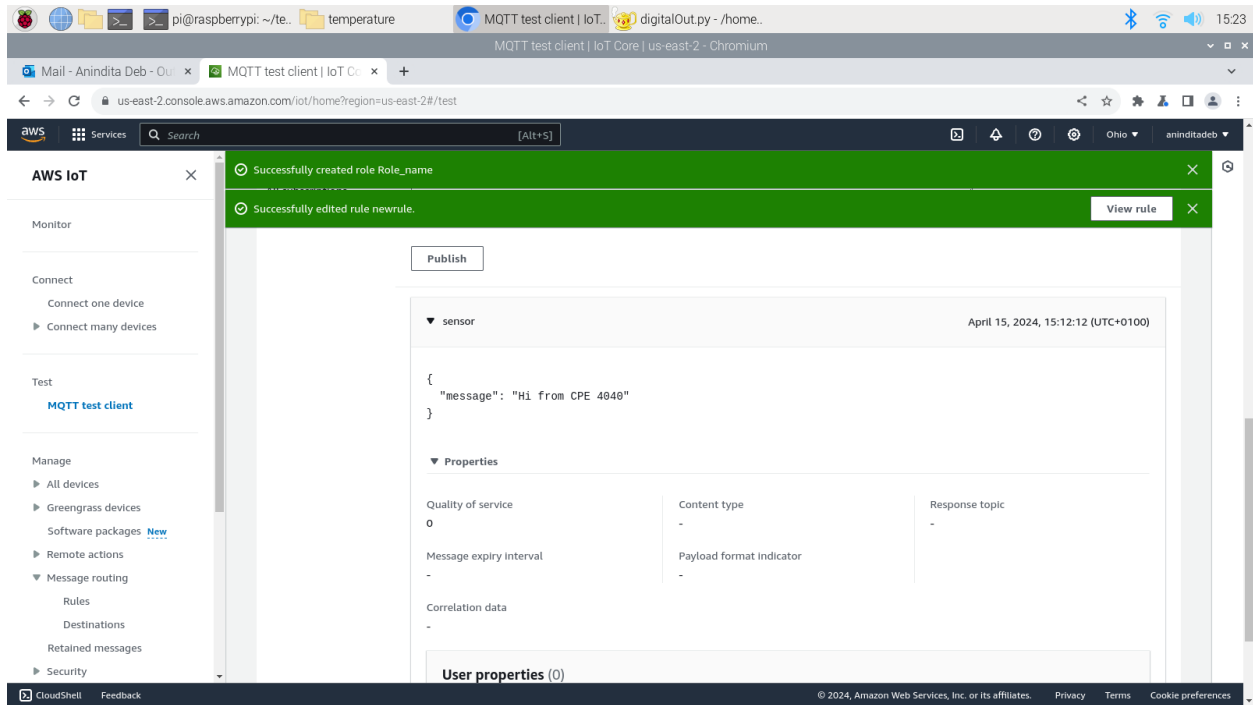 pi@raspberrypi: ~/te.. temperature MQTT test client | IoT.. digitalOut.py - /home.. 15:23
MQTT test client | IoT Core | us-east-2 - Chromium
Mail - Anindita Deb - Ou MQTT test client | IoT Co
us-east-2.console.aws.amazon.com/iot/home?region=us-east-2#/test
aws Services Search [Alt+S] Ohio aninditadeb
AWS IoT
Monitor
Connect
Connect one device
Connect many devices
Test
MQTT test client
Manage
All devices
Greengrass devices
Software packages New
Remote actions
Message routing
Rules
Destinations
Retained messages
Security
Successfully created role Role_name
Successfully edited rule newrule. View rule
Publish
sensor April 15, 2024, 15:12:12 (UTC+0100)
{
"message": "Hi from CPE 4040"
}
Properties
Quality of service Content type Response topic
0 - -
Message expiry interval Payload format indicator
- -
Correlation data
-
User properties (0)
CloudShell Feedback © 2024, Amazon Web Services, Inc. or its affiliates. Privacy Terms Cookie preferences